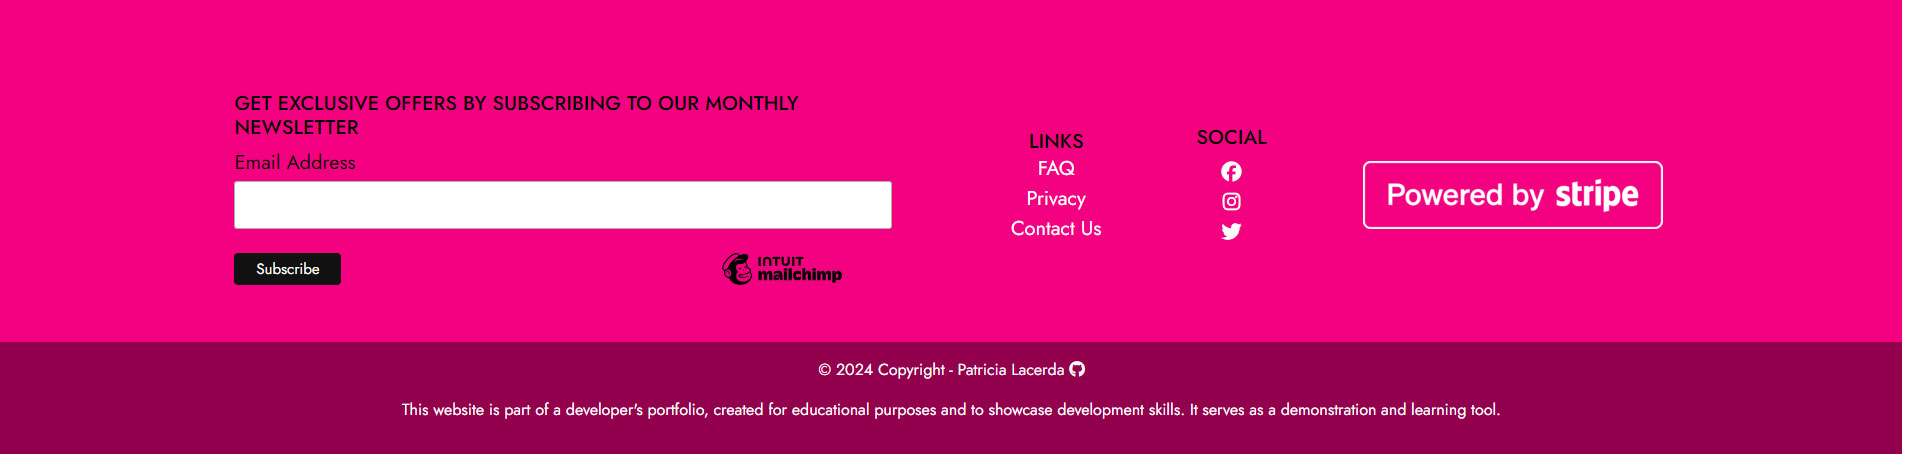 GET EXCLUSIVE OFFERS BY SUBSCRIBING TO OUR MONTHLY
NEWSLETTER
Email Address
Subscribe
INTUIT
mailchimp
LINKS
FAQ
Privacy
Contact Us
SOCIAL
Powered by stripe
© 2024 Copyright - Patricia Lacerda
This website is part of a developer's portfolio, created for educational purposes and to showcase development skills. It serves as a demonstration and learning tool.